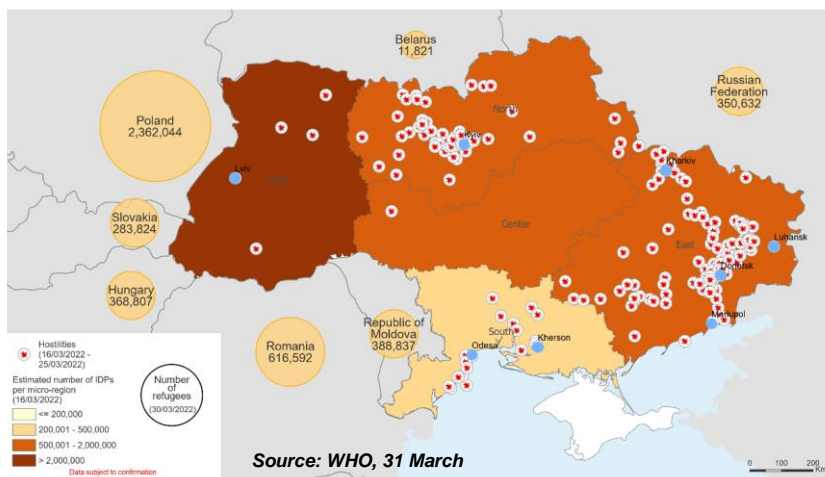 Belarus
11,821
Russian
Federation
350,632
Poland
2,362,044
North
Kyiv
Kharkiv
Lviv
Slovakia
283,824
Center
East
Luhansk
Donetsk
Hungary
368,807
Republic of
Moldova
388,837
South
Kherson
Odesa
Mariupol
Romania
616,592
Hostilities
(16/03/2022 -
25/03/2022)
Estimated number of IDPs
per micro-region
(16/03/2022)
<= 200,000
200,001 - 500,000
500,001 - 2,000,000
> 2,000,000
Data subject to confirmation
Number
of
refugees
(30/03/2022)
Source: WHO, 31 March
0 100 200
Km